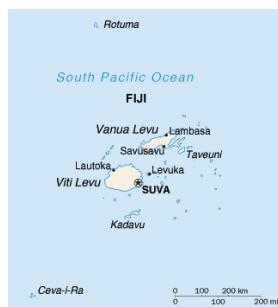 Rotuma
South Pacific Ocean
FIJI
Vanua Levu
Lambasa
Savusavu
Taveuni
Lautoka
Levuka
Viti Levu
SUVA
Kadavu
Ceva-i-Ra
0 100 200 km
0 100 200 mi